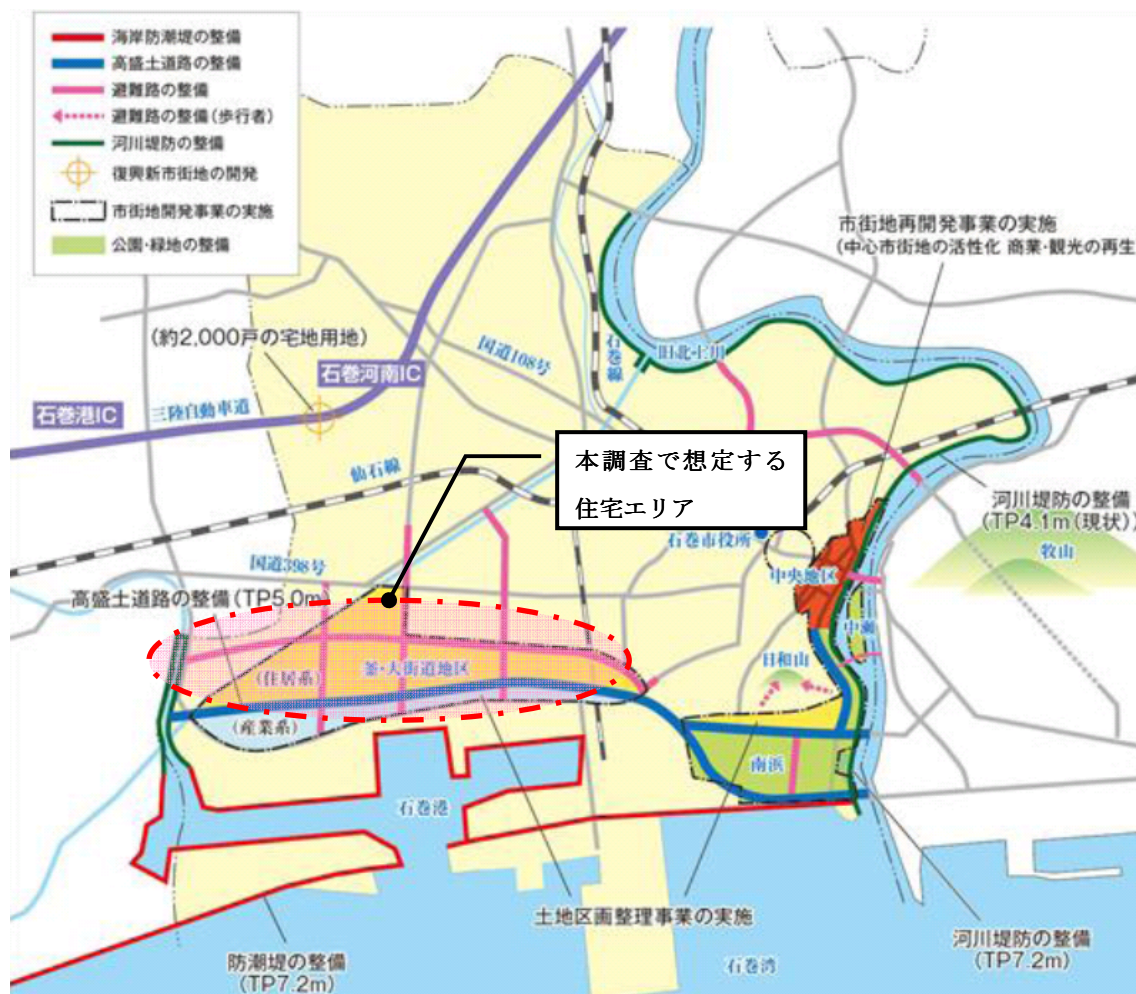 海岸防潮堤の整備
高盛土道路の整備
避難路の整備
避難路の整備(歩行者)
河川堤防の整備
復興新市街地の開発
市街地開発事業の実施
公園・緑地の整備
市街地再開発事業の実施
(中心市街地の活性化 商業・観光の再生
(約2,000戸の宅地用地)
国道108号
石巻線
旧北上川
石巻河南IC
石巻港IC
三陸自動車道
仙石線
本調査で想定する
住宅エリア
河川堤防の整備
(TP4.1m(現状))
牧山
石巻市役所
中央地区
国道398号
高盛土道路の整備(TP5.0m)
中瀬
日和山
釜・大街道地区
(住居系)
(産業系)
南浜
石巻港
土地区画整理事業の実施
河川堤防の整備
(TP7.2m)
防潮堤の整備
(TP7.2m)
石巻湾